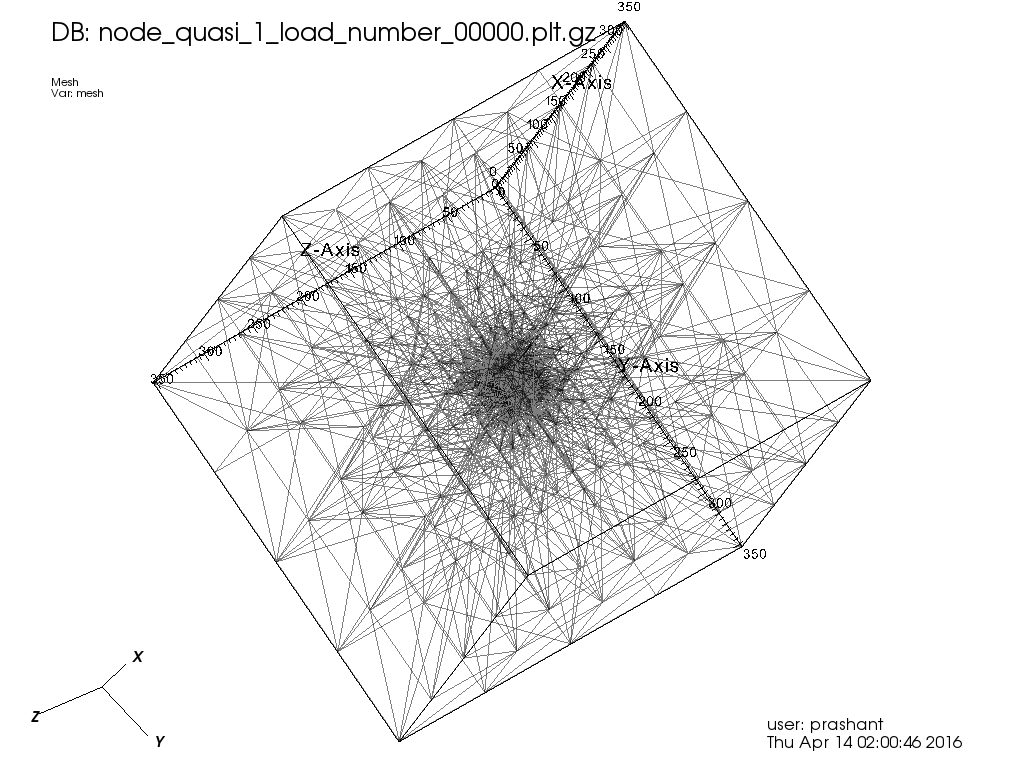 350
DB: node_quasi_1_load_number_00000.plt.gz
300
250
200
X-Axis
Mesh
Var: mesh
150
100
50
0
0
50
100
50
Z-Axis
150
200
100
250
300
150
350
Y-Axis
200
250
300
350
X
Z
Y
user: prashant
Thu Apr 14 02:00:46 2016